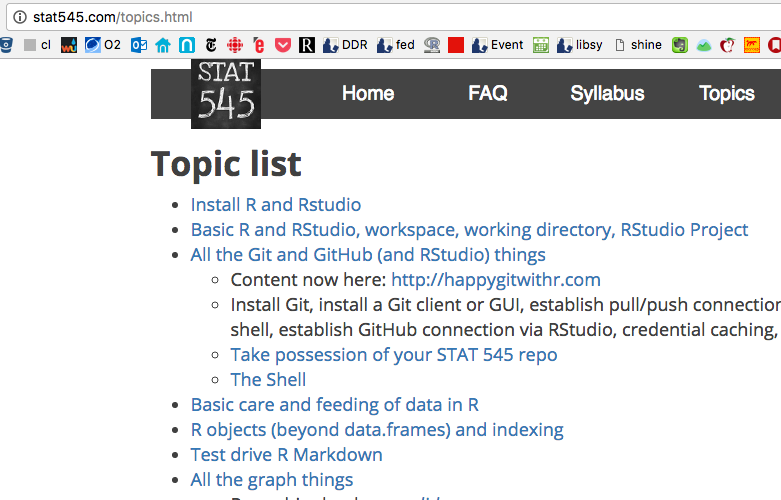 stat545.com/topics.html
cl O2 DDR fed Event libsy shine
STAT
545
Home FAQ Syllabus Topics
Topic list
Install R and Rstudio
Basic R and RStudio, workspace, working directory, RStudio Project
All the Git and GitHub (and RStudio) things
Content now here: http://happygitwithr.com
Install Git, install a Git client or GUI, establish pull/push connection
shell, establish GitHub connection via RStudio, credential caching,
Take possession of your STAT 545 repo
The Shell
Basic care and feeding of data in R
R objects (beyond data.frames) and indexing
Test drive R Markdown
All the graph things